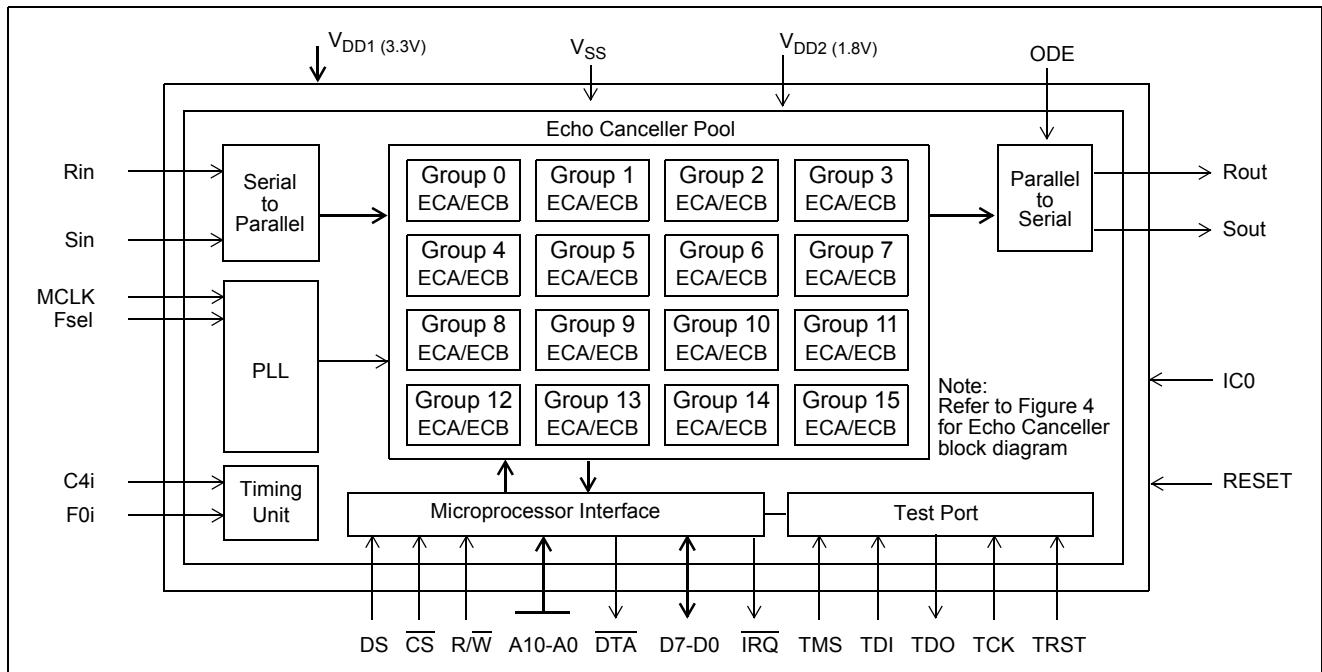 VDD1 (3.3V)
VSS
VDD2 (1.8V)
ODE
Echo Canceller Pool
Rin
Sin
Serial
to
Parallel
Group 0
ECA/ECB
Group 1
ECA/ECB
Group 2
ECA/ECB
Group 3
ECA/ECB
Parallel
to
Serial
Rout
Sout
Group 4
ECA/ECB
Group 5
ECA/ECB
Group 6
ECA/ECB
Group 7
ECA/ECB
MCLK
Fsel
PLL
Group 8
ECA/ECB
Group 9
ECA/ECB
Group 10
ECA/ECB
Group 11
ECA/ECB
IC0
Group 12
ECA/ECB
Group 13
ECA/ECB
Group 14
ECA/ECB
Group 15
ECA/ECB
Note:
Refer to Figure 4
for Echo Canceller
block diagram
RESET
C4i
F0i
Timing
Unit
Microprocessor Interface
Test Port
DS
C̅S̅
R/W̅
A10-A0
D̅T̅A̅
D7-D0
I̅R̅Q̅
TMS
TDI
TDO
TCK
TRST